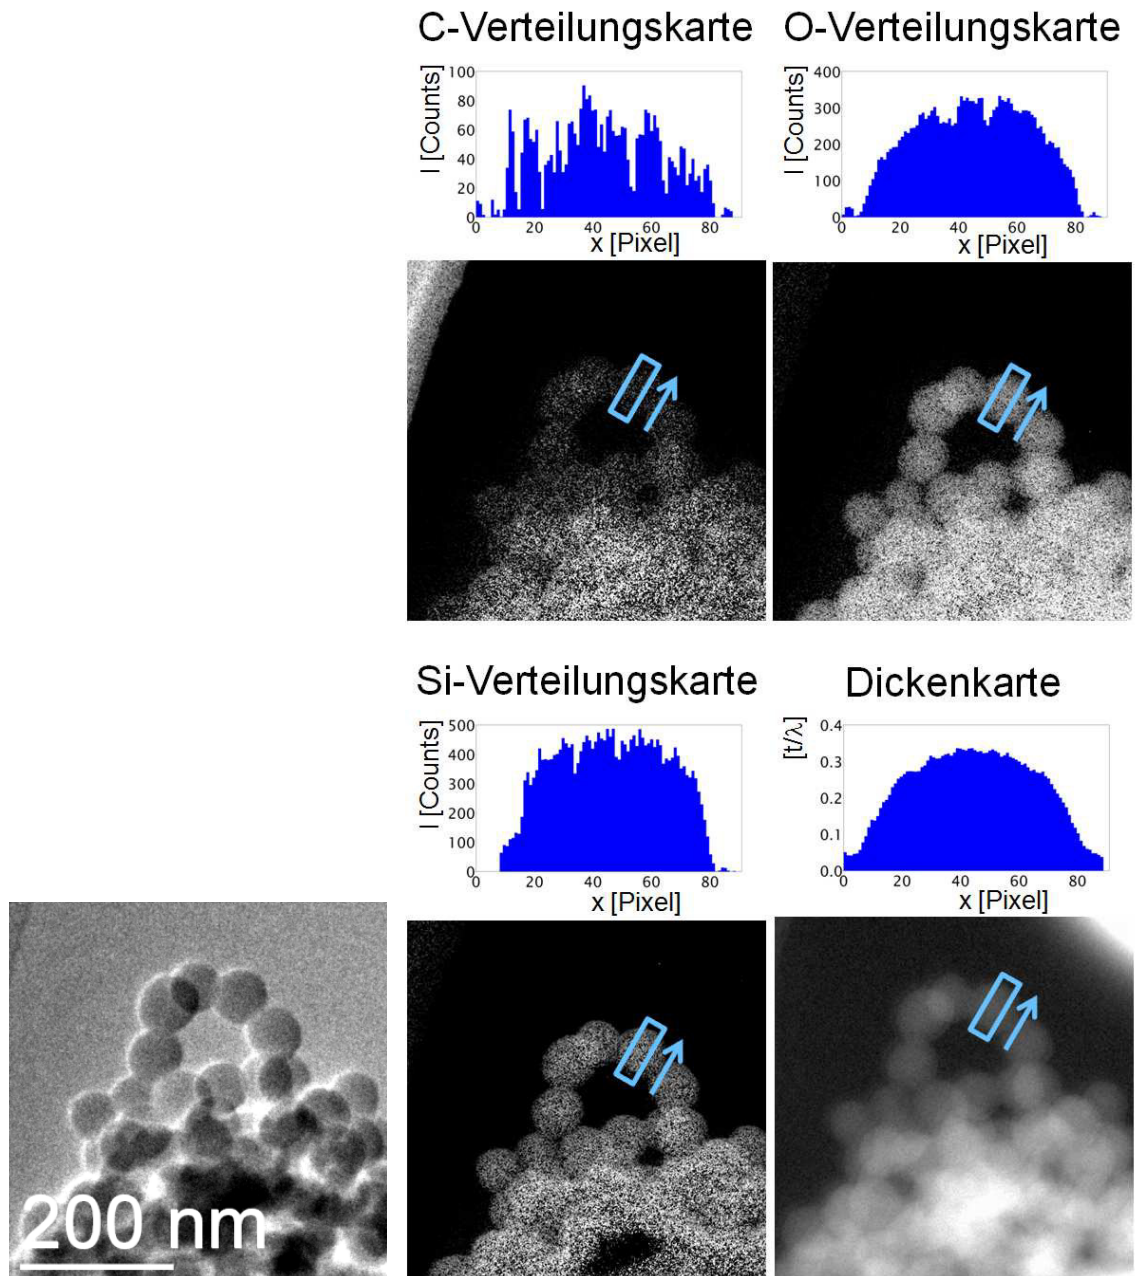 C-Verteilungskarte
O-Verteilungskarte
I [Counts]
100
80
60
40
20
0
0 20 40 60 80
x [Pixel]
I [Counts]
400
300
200
100
0
0 20 40 60 80
x [Pixel]
Si-Verteilungskarte
Dickenkarte
I [Counts]
500
400
300
200
100
0
0 20 40 60 80
x [Pixel]
[t/λ]
0.4
0.3
0.2
0.1
0.0
0 20 40 60 80
x [Pixel]
200 nm